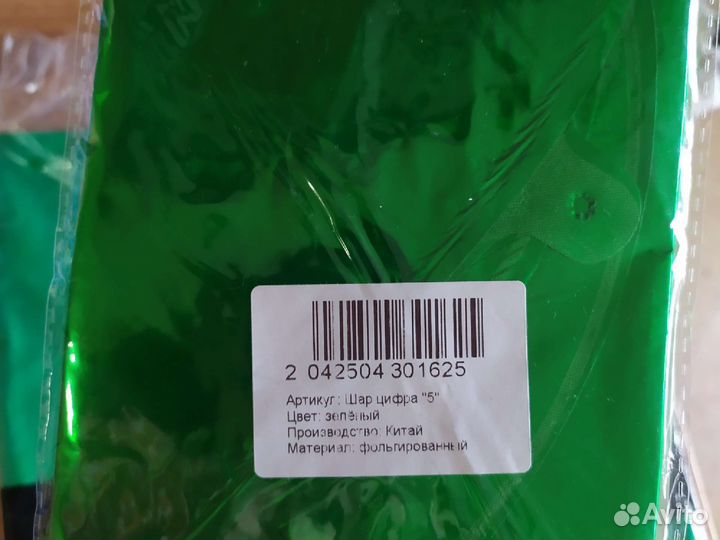 2 042504 301625
Артикул: Шар цифра "5"
Цвет: зелёный
Производство: Китай
Материал: фольгированный
Avito